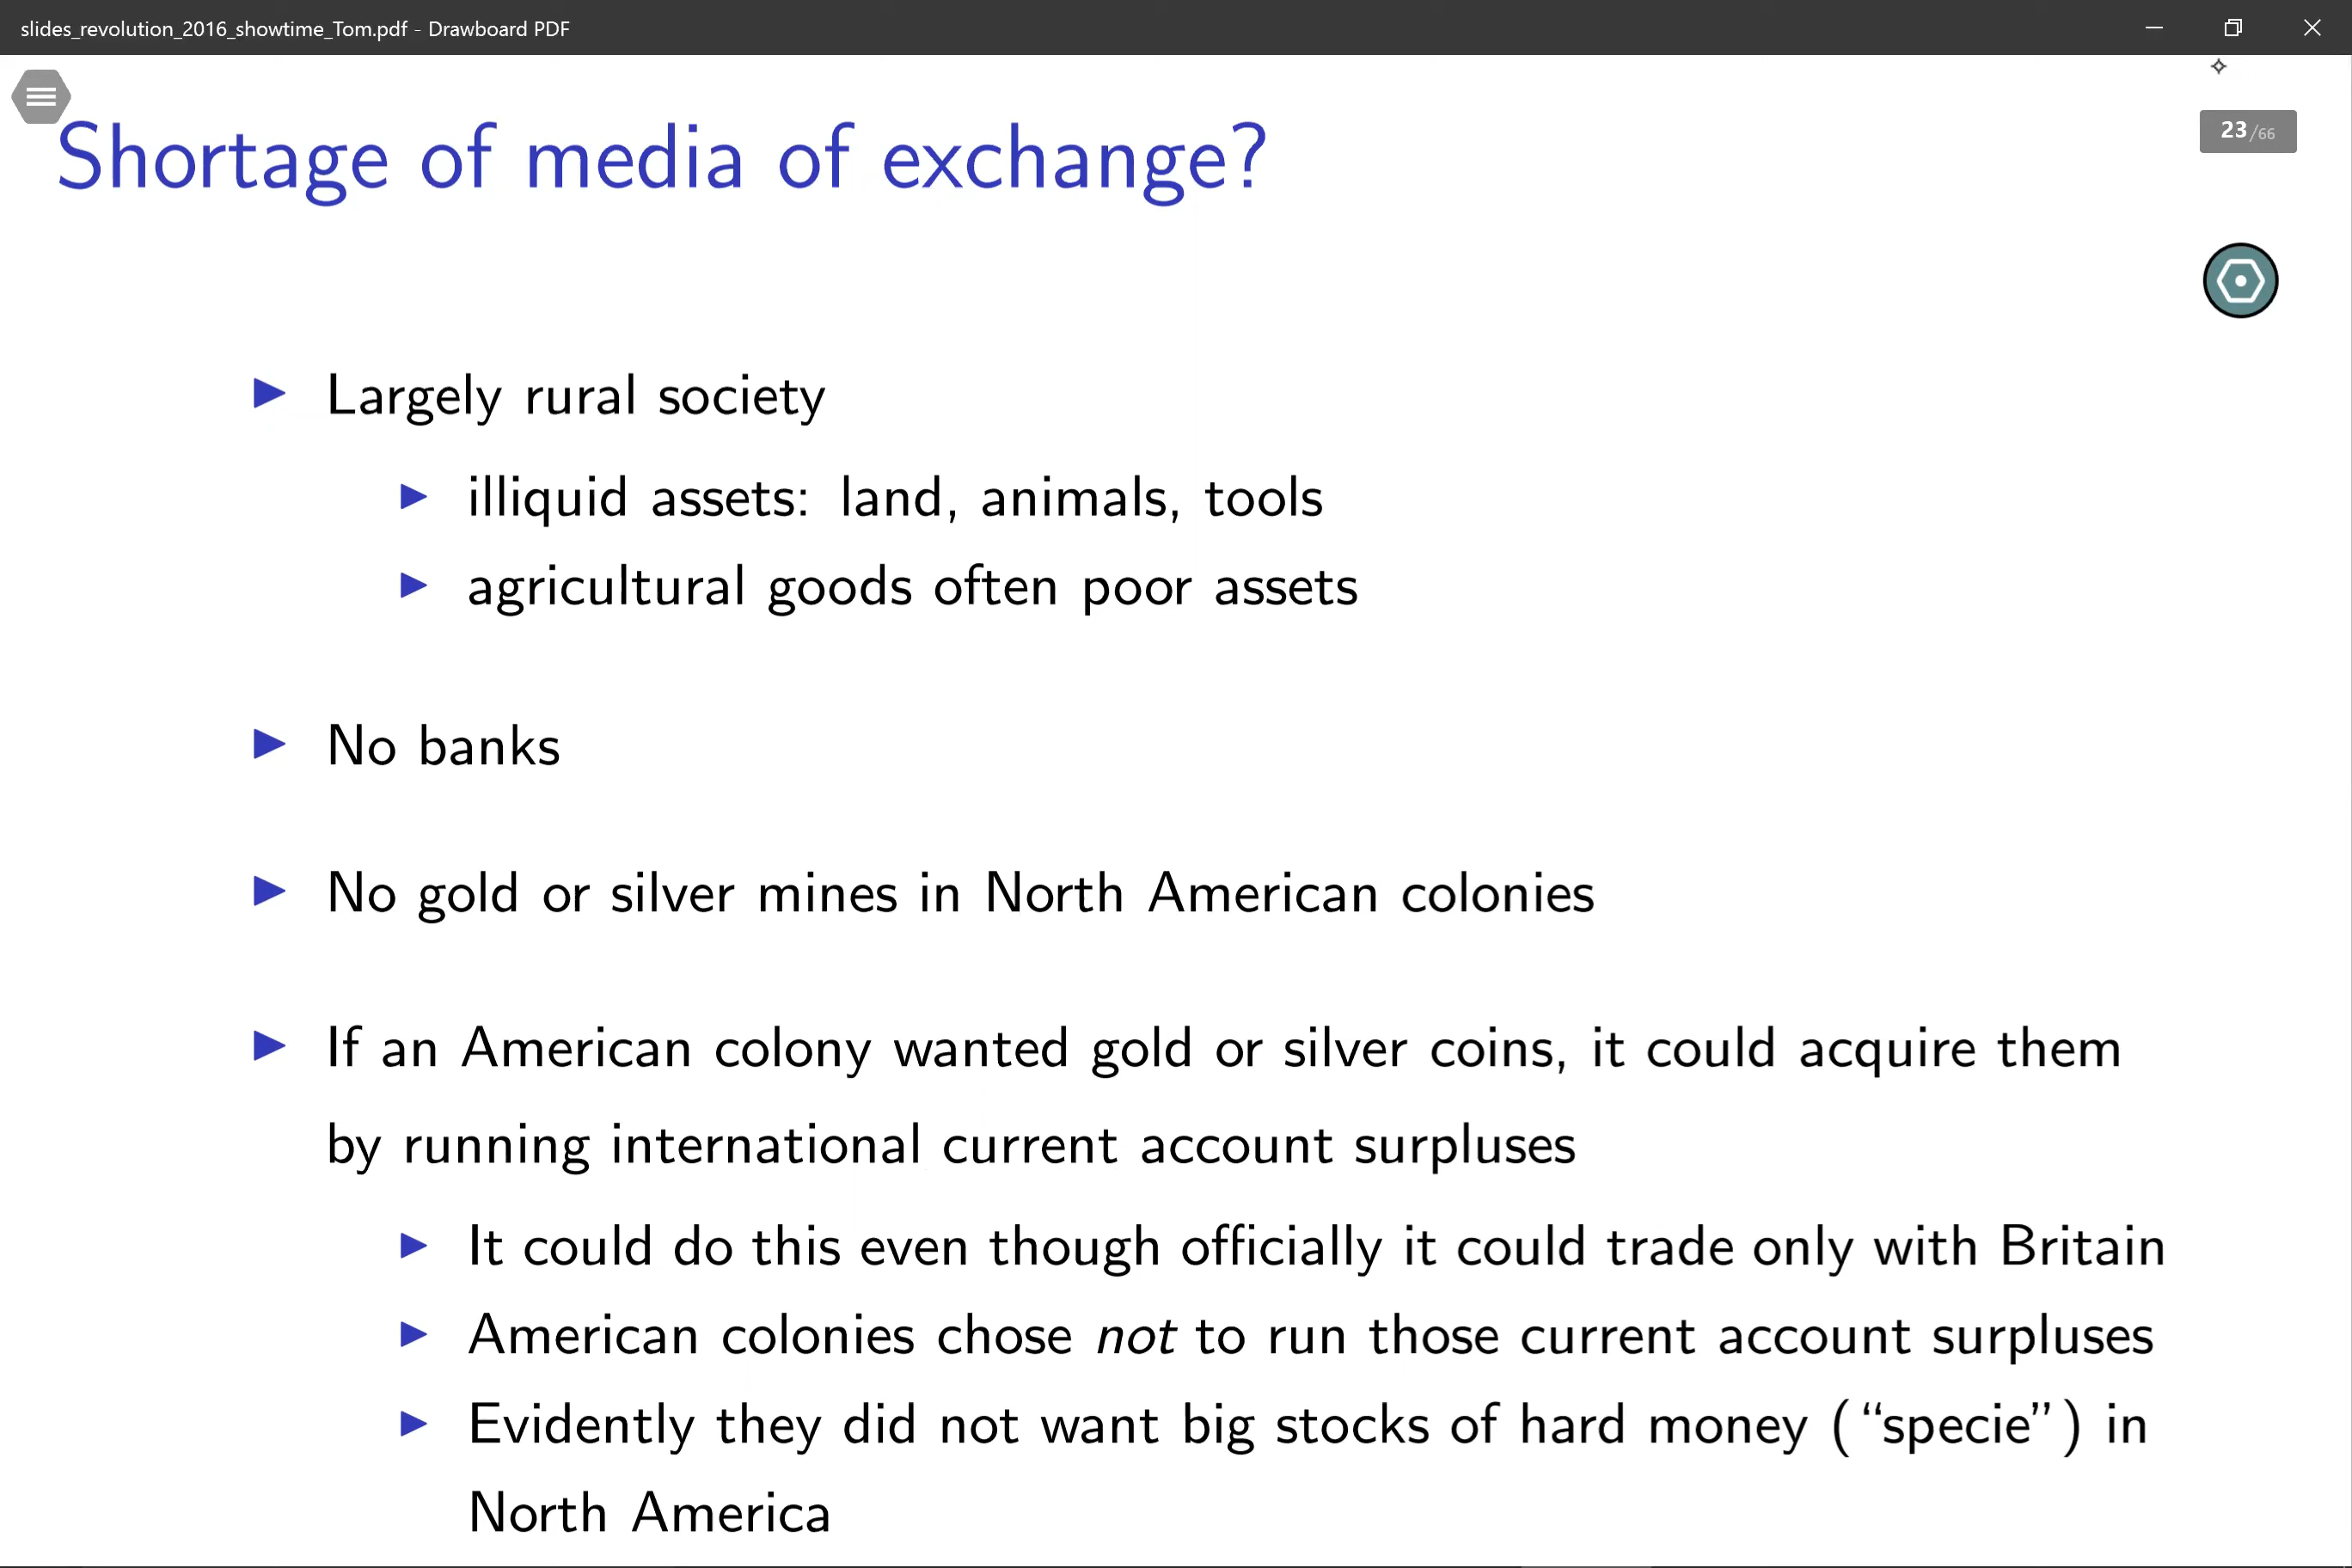 slides_revolution_2016_showtime_Tom.pdf - Drawboard PDF
23/66
Shortage of media of exchange?
Largely rural society
illiquid assets: land, animals, tools
agricultural goods often poor assets
No banks
No gold or silver mines in North American colonies
If an American colony wanted gold or silver coins, it could acquire them
by running international current account surpluses
It could do this even though officially it could trade only with Britain
American colonies chose not to run those current account surpluses
Evidently they did not want big stocks of hard money (“specie”) in
North America